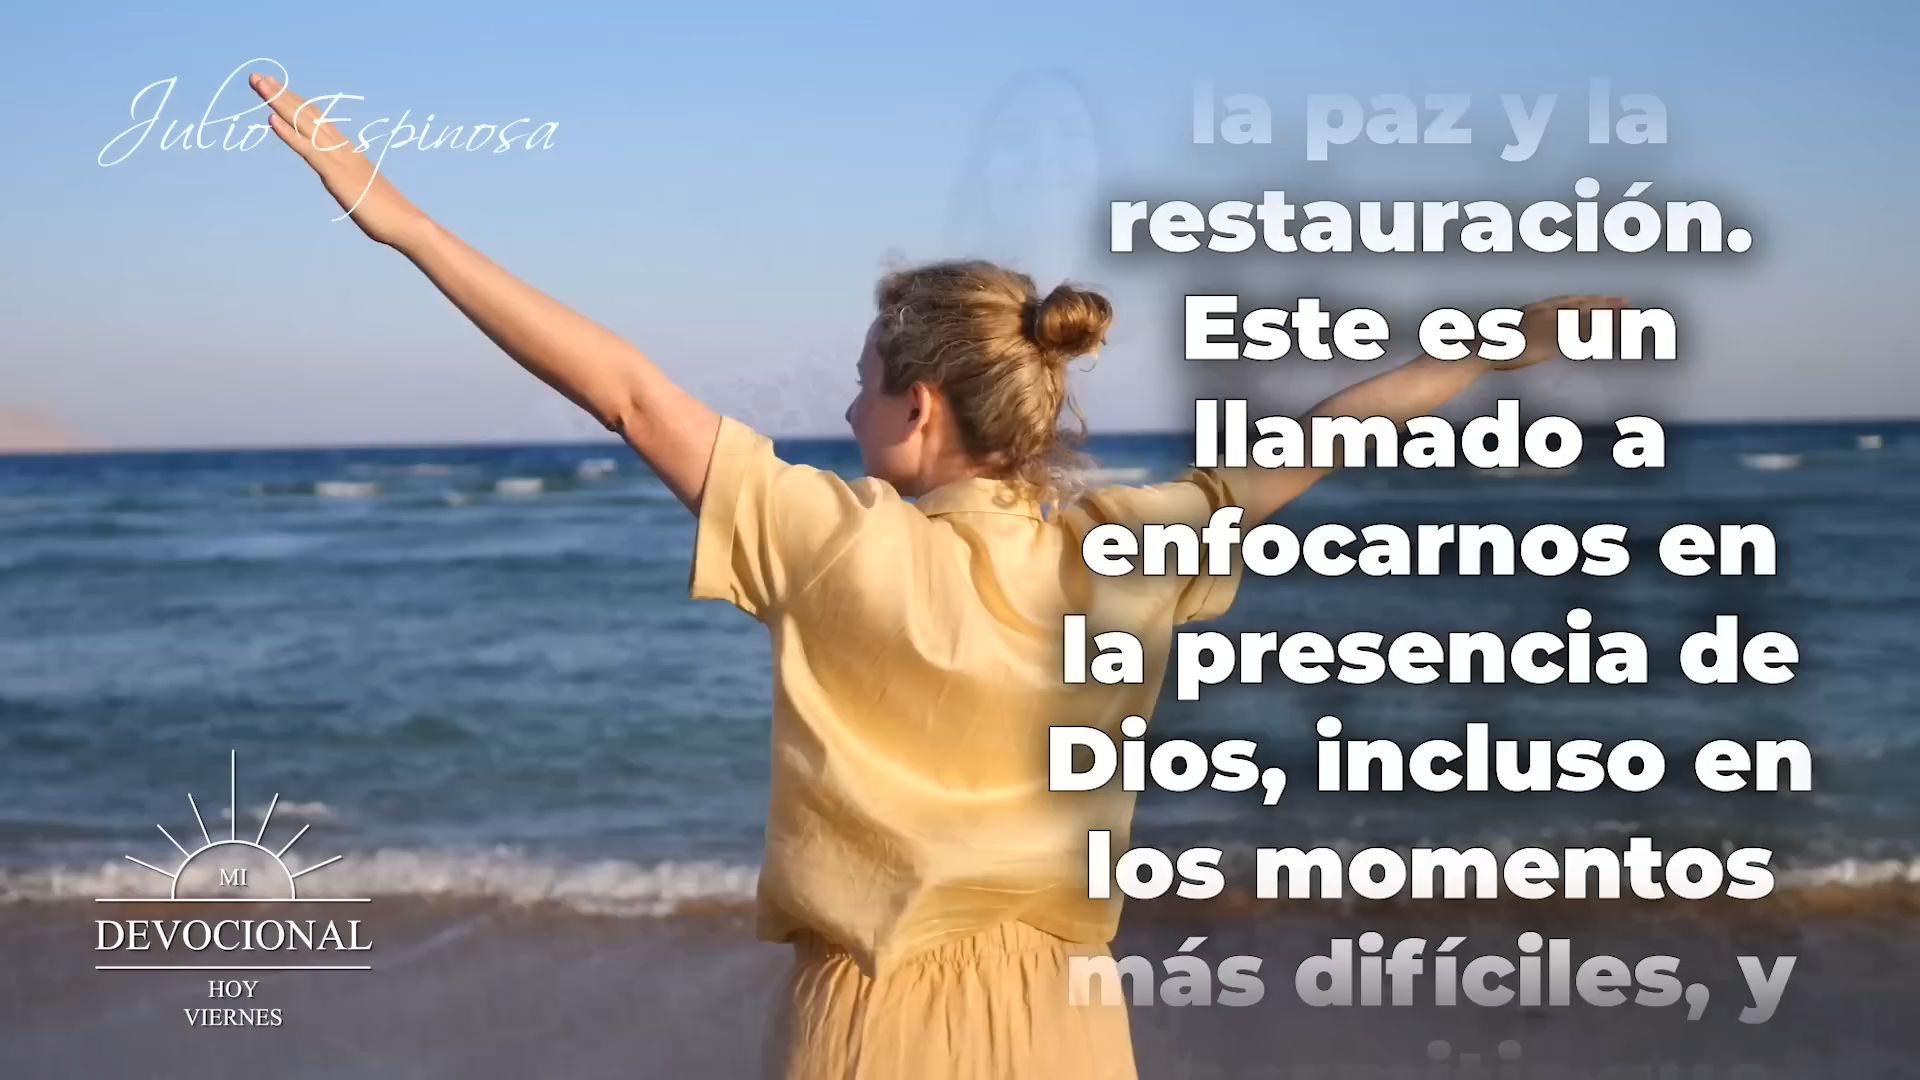 Julio Espinosa
la paz y la
restauración.
Este es un
llamado a
enfocarnos en
la presencia de
Dios, incluso en
los momentos
más difíciles, y
MI
DEVOCIONAL
HOY
VIERNES